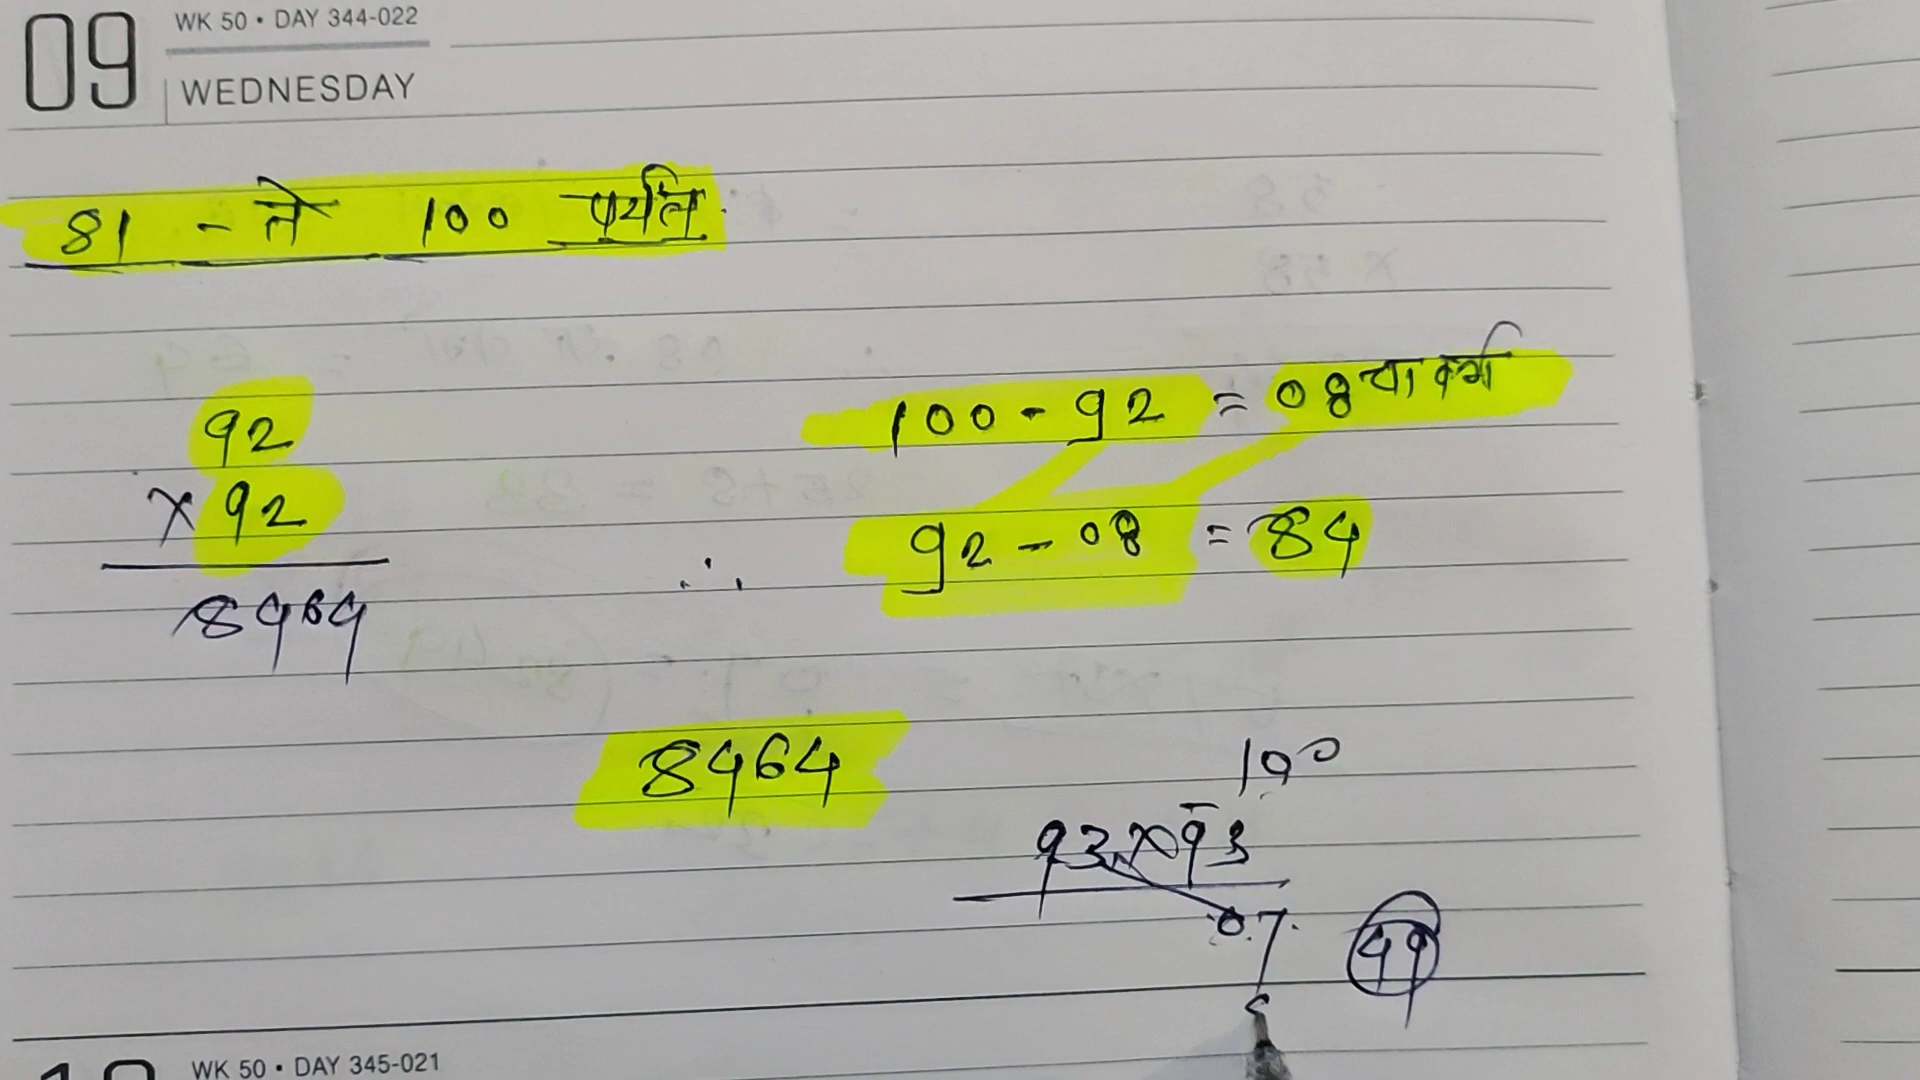 09
WK 50 • DAY 344-022
WEDNESDAY
81 - ते 100 पर्यंत
92
× 92
8464
100 - 92 = 08 चा वर्ग
∴ 92 - 08 = 84
8464
100
93 × 93
07
49
WK 50 • DAY 345-021